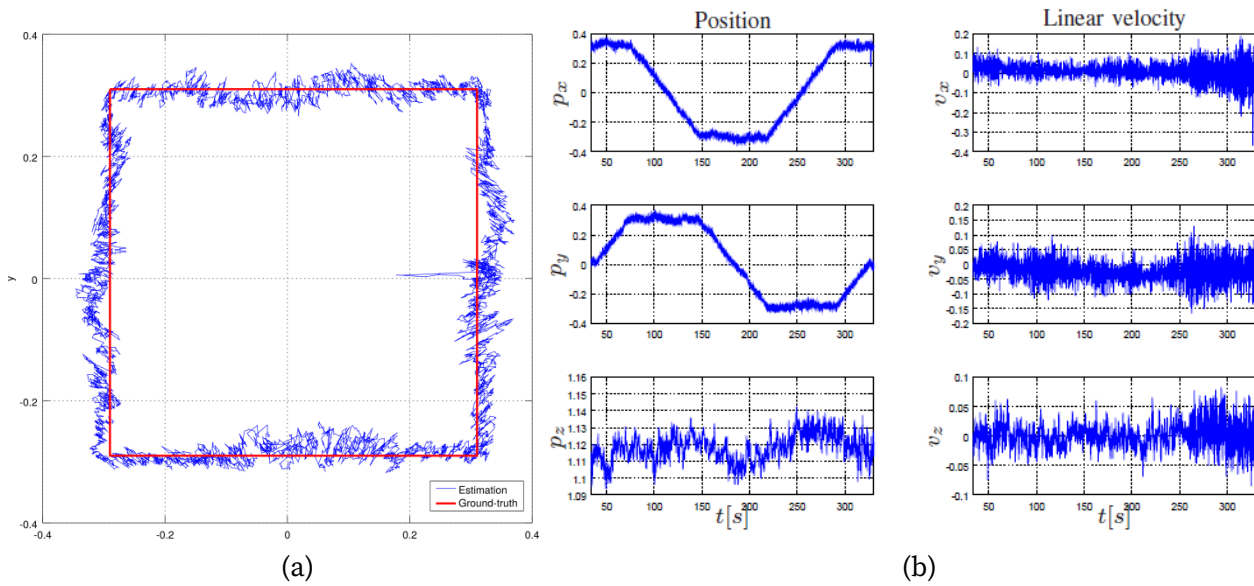 0.4
0.2
0
-0.2
-0.4
y
-0.4
-0.2
0
0.2
0.4
Estimation
Ground-truth
(a)
Position
0.4
0.2
0
-0.2
-0.4
p_x
50 100 150 200 250 300
0.4
0.2
0
-0.2
-0.4
p_y
50 100 150 200 250 300
1.16
1.15
1.14
1.13
1.12
1.11
1.1
1.09
p_z
50 100 150 200 250 300
t[s]
Linear velocity
0.2
0.1
0
-0.1
-0.2
-0.3
-0.4
v_x
50 100 150 200 250 300
0.2
0.15
0.1
0.05
0
-0.05
-0.1
-0.15
-0.2
v_y
50 100 150 200 250 300
0.1
0.05
0
-0.05
-0.1
v_z
50 100 150 200 250 300
t[s]
(b)